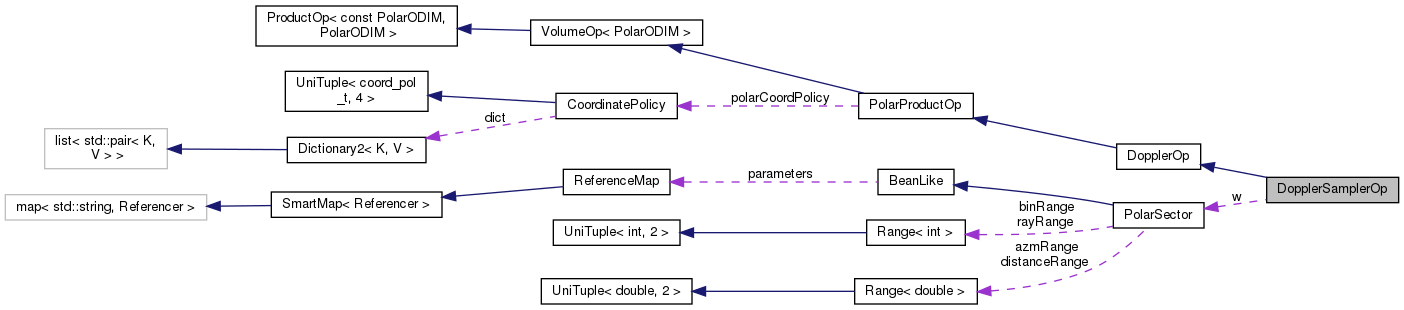 ProductOp< const PolarODIM,
PolarODIM >
VolumeOp< PolarODIM >
UniTuple< coord_pol
_t, 4 >
CoordinatePolicy
polarCoordPolicy
PolarProductOp
dict
list< std::pair< K,
V > >
Dictionary2< K, V >
DopplerOp
DopplerSamplerOp
ReferenceMap
parameters
BeanLike
w
map< std::string, Referencer >
SmartMap< Referencer >
binRange
rayRange
PolarSector
UniTuple< int, 2 >
Range< int >
azmRange
distanceRange
UniTuple< double, 2 >
Range< double >